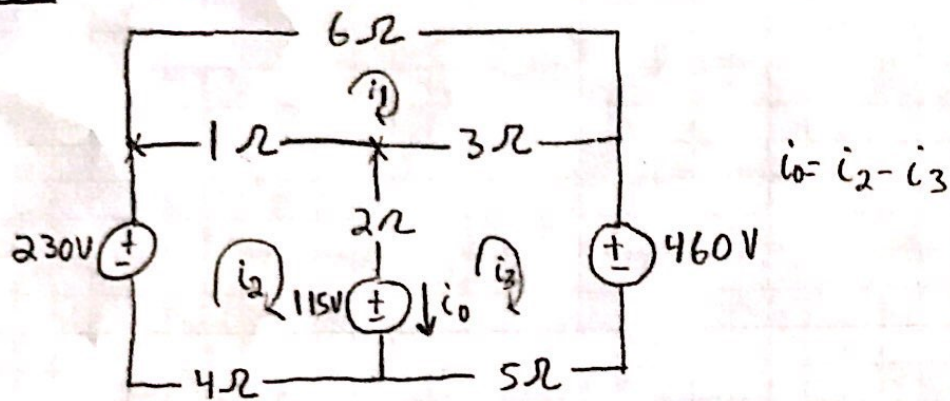 6Ω
i1
1Ω
3Ω
i0= i2 - i3
2Ω
230V
+
-
460V
+
-
i2
115V
+
-
i0
i3
4Ω
5Ω